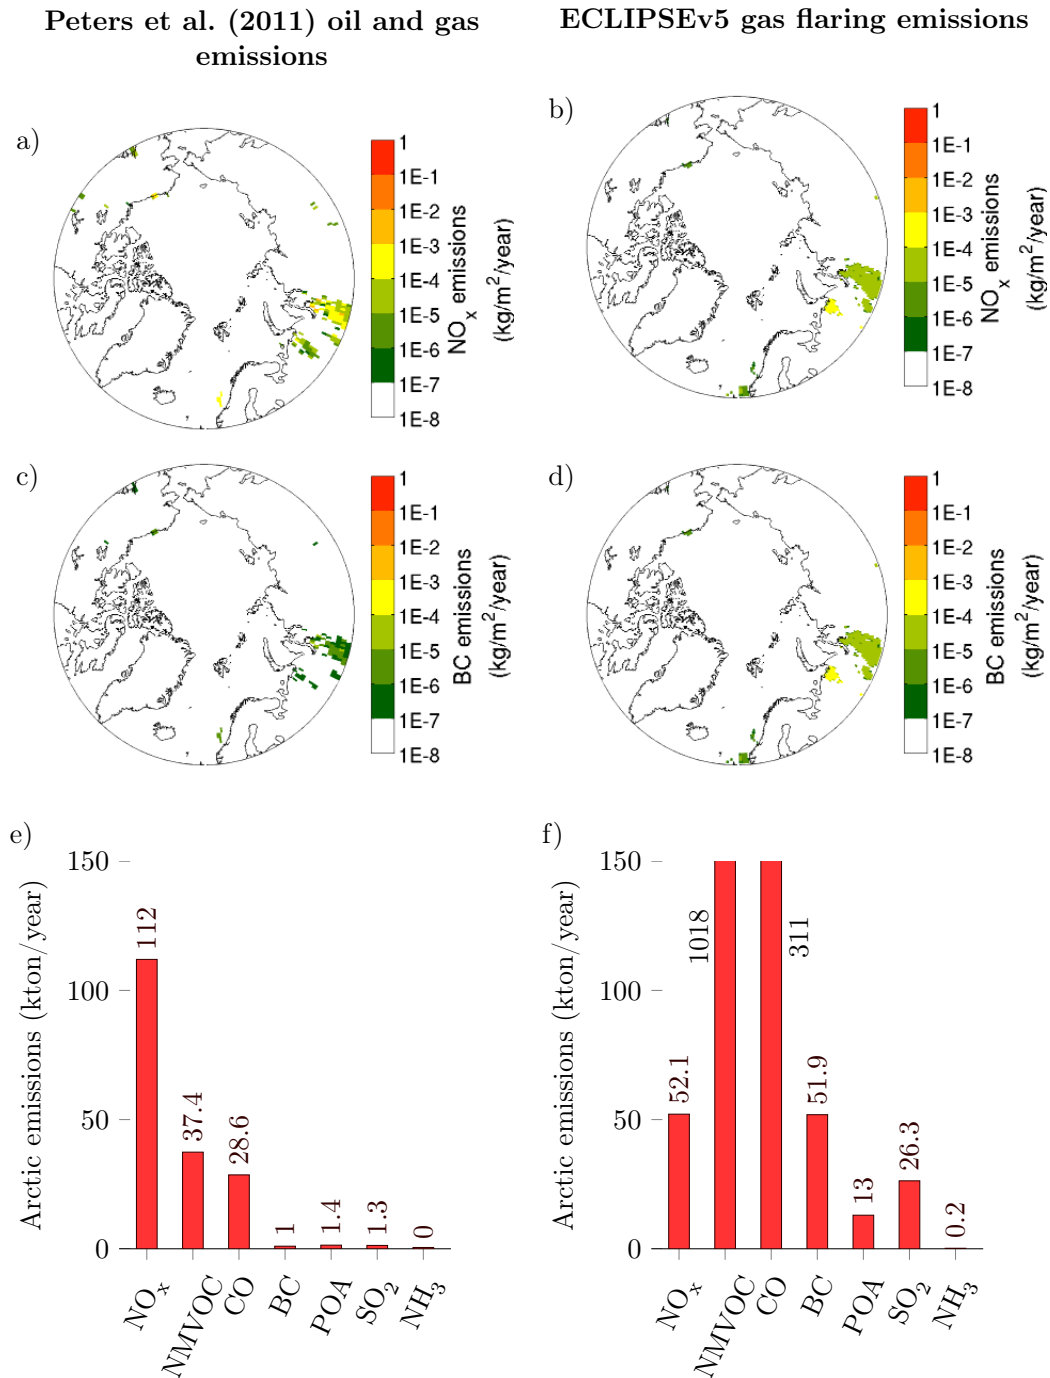 Peters et al. (2011) oil and gas
emissions
ECLIPSEv5 gas flaring emissions
a)
1
1E-1
1E-2
1E-3
1E-4
1E-5
1E-6
1E-7
1E-8
NOx emissions
(kg/m2/year)
b)
1
1E-1
1E-2
1E-3
1E-4
1E-5
1E-6
1E-7
1E-8
NOx emissions
(kg/m2/year)
c)
1
1E-1
1E-2
1E-3
1E-4
1E-5
1E-6
1E-7
1E-8
BC emissions
(kg/m2/year)
d)
1
1E-1
1E-2
1E-3
1E-4
1E-5
1E-6
1E-7
1E-8
BC emissions
(kg/m2/year)
e)
Arctic emissions (kton/year)
150
100
50
0
112
37.4
28.6
1
1.4
1.3
0
NOx
NMVOC
CO
BC
POA
SO2
NH3
f)
Arctic emissions (kton/year)
150
100
50
0
52.1
1018
311
51.9
13
26.3
0.2
NOx
NMVOC
CO
BC
POA
SO2
NH3